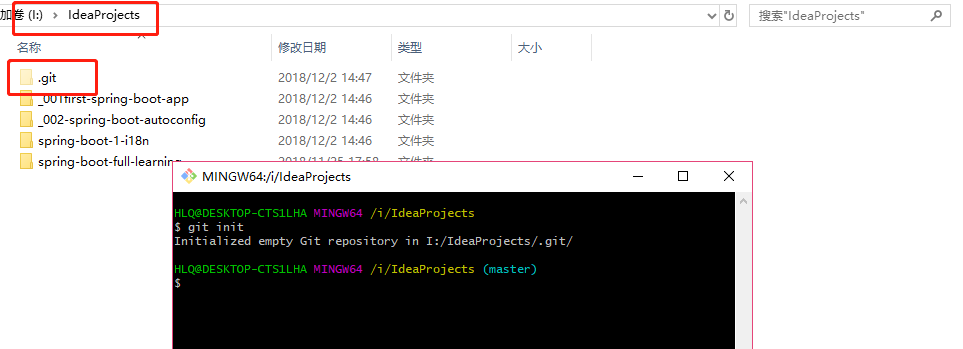 加卷 (I:) > IdeaProjects
搜索"IdeaProjects"
名称 修改日期 类型 大小
.git 2018/12/2 14:47 文件夹
_001first-spring-boot-app 2018/12/2 14:46 文件夹
_002-spring-boot-autoconfig 2018/12/2 14:46 文件夹
spring-boot-1-i18n 2018/12/2 14:46 文件夹
spring-boot-full-learning 2018/11/25 17:58 文件夹
MINGW64:/i/IdeaProjects
HLQ@DESKTOP-CTS1LHA MINGW64 /i/IdeaProjects
$ git init
Initialized empty Git repository in I:/IdeaProjects/.git/
HLQ@DESKTOP-CTS1LHA MINGW64 /i/IdeaProjects (master)
$